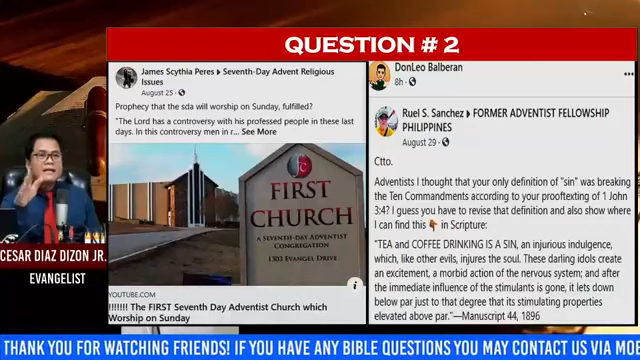 QUESTION # 2
James Scythia Peres ▸ Seventh-Day Advent Religious
Issues
August 25 ·
Prophecy that the sda will worship on Sunday, fulfilled?
"The Lord has a controversy with his professed people in these last
days. In this controversy men in r... See More
FIRST
CHURCH
A SEVENTH-DAY ADVENTIST
CONGREGATION
1303 EVANGEL DRIVE
YOUTUBE.COM
!!!!!!! The FIRST Seventh Day Adventist Church which
Worship on Sunday
DonLeo Balberan
8h ·
Ruel S. Sanchez ▸ FORMER ADVENTIST FELLOWSHIP
PHILIPPINES
August 29 ·
Ctto.
Adventists I thought that your only definition of "sin" was breaking
the Ten Commandments according to your prooftexting of 1 John
3:4? I guess you have to revise that definition and also show where
I can find this 👇 in Scripture:
"TEA and COFFEE DRINKING IS A SIN, an injurious indulgence,
which, like other evils, injures the soul. These darling idols create
an excitement, a morbid action of the nervous system; and after
the immediate influence of the stimulants is gone, it lets down
below par just to that degree that its stimulating properties
elevated above par."—Manuscript 44, 1896
CESAR DIAZ DIZON JR.
EVANGELIST
THANK YOU FOR WATCHING FRIENDS! IF YOU HAVE ANY BIBLE QUESTIONS YOU MAY CONTACT US VIA MO